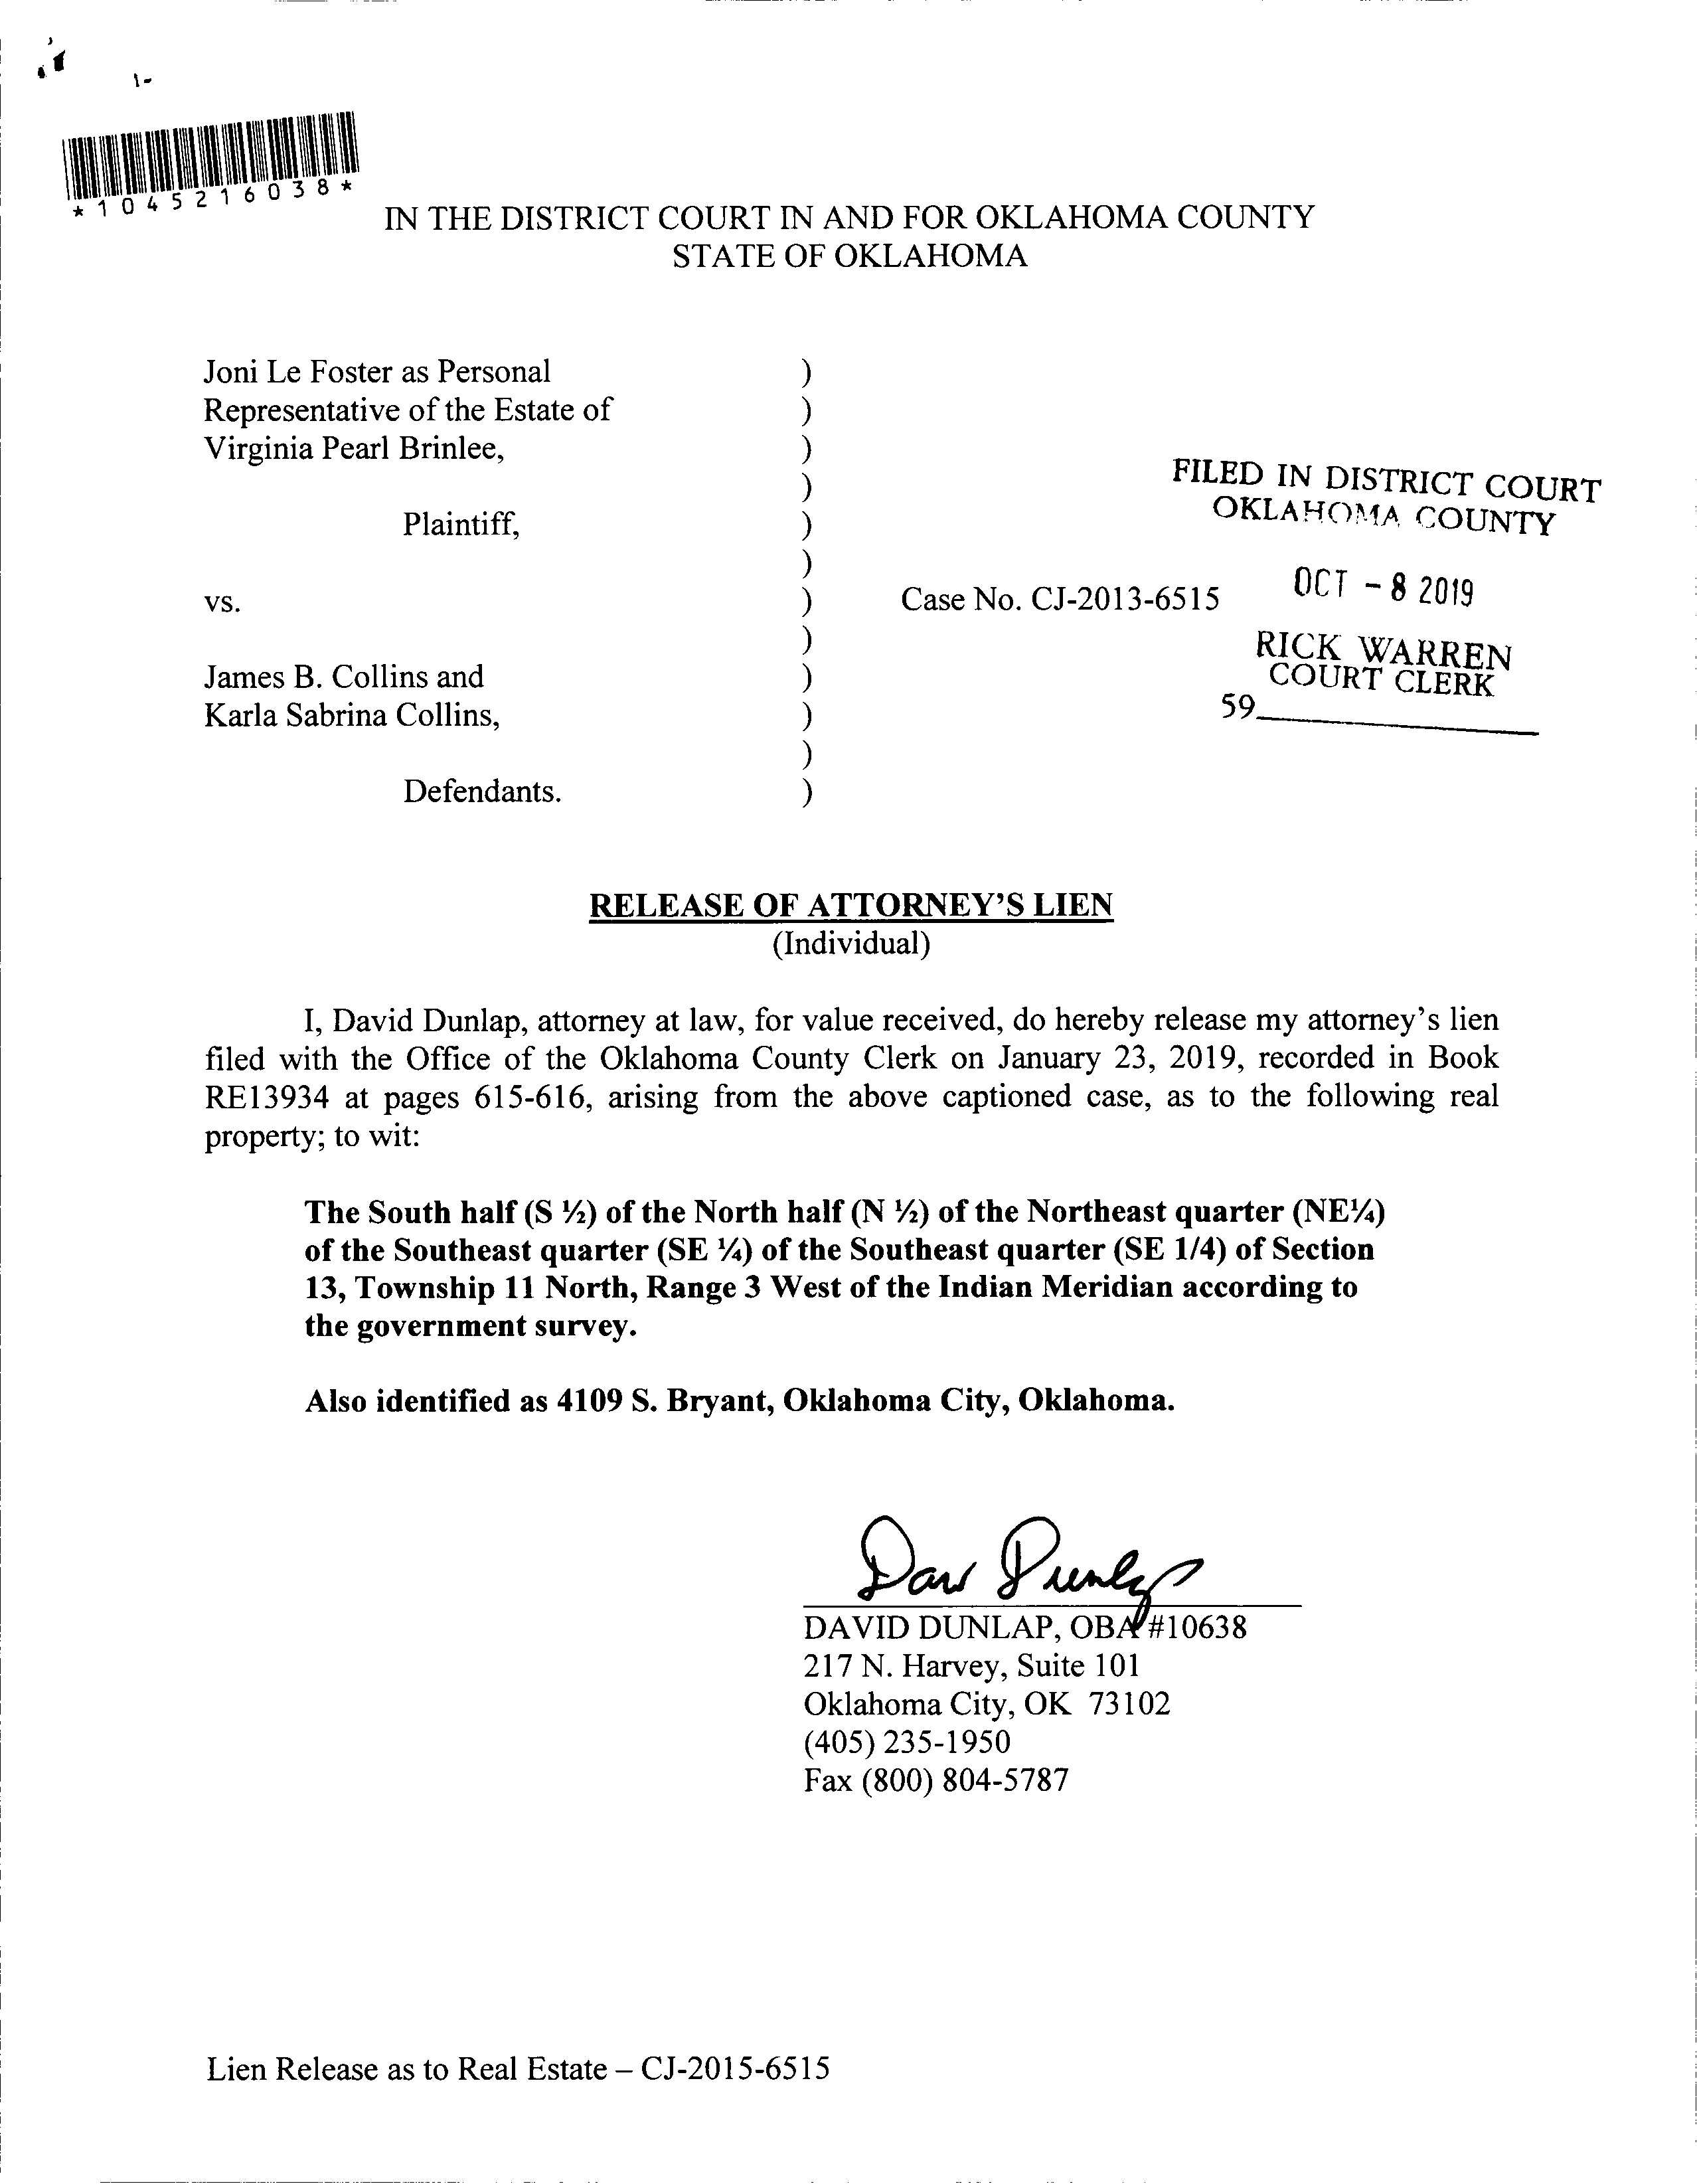 *1045216038*
IN THE DISTRICT COURT IN AND FOR OKLAHOMA COUNTY
STATE OF OKLAHOMA
Joni Le Foster as Personal )
Representative of the Estate of )
Virginia Pearl Brinlee, )
)
Plaintiff, )
)
vs. ) Case No. CJ-2013-6515
)
James B. Collins and )
Karla Sabrina Collins, )
)
Defendants. )
FILED IN DISTRICT COURT
OKLAHOMA COUNTY
OCT - 8 2019
RICK WARREN
COURT CLERK
59
RELEASE OF ATTORNEY'S LIEN
(Individual)
I, David Dunlap, attorney at law, for value received, do hereby release my attorney's lien
filed with the Office of the Oklahoma County Clerk on January 23, 2019, recorded in Book
RE13934 at pages 615-616, arising from the above captioned case, as to the following real
property; to wit:
The South half (S ½) of the North half (N ½) of the Northeast quarter (NE¼)
of the Southeast quarter (SE ¼) of the Southeast quarter (SE 1/4) of Section
13, Township 11 North, Range 3 West of the Indian Meridian according to
the government survey.
Also identified as 4109 S. Bryant, Oklahoma City, Oklahoma.
DAVID DUNLAP, OBA #10638
217 N. Harvey, Suite 101
Oklahoma City, OK 73102
(405) 235-1950
Fax (800) 804-5787
Lien Release as to Real Estate – CJ-2015-6515